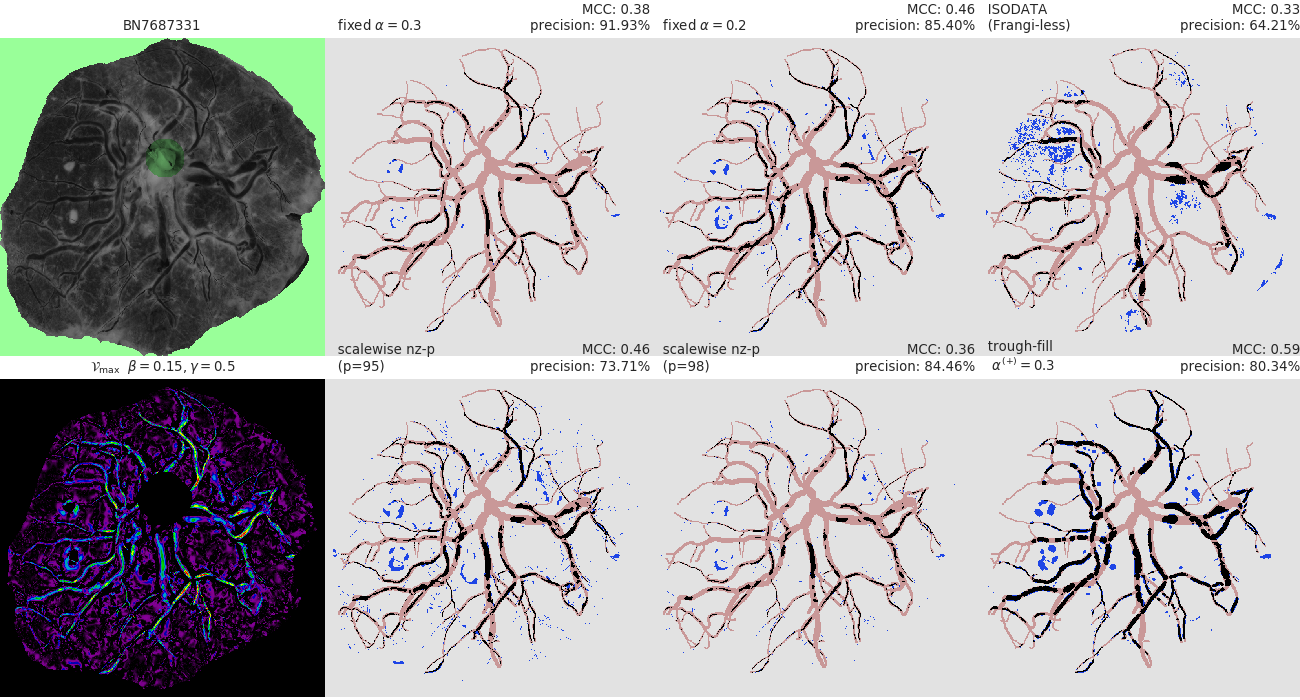 BN7687331
fixed α = 0.3
MCC: 0.38
precision: 91.93%
fixed α = 0.2
MCC: 0.46
precision: 85.40%
ISODATA
(Frangi-less)
MCC: 0.33
precision: 64.21%
𝒱max β = 0.15, γ = 0.5
scalewise nz-p
(p=95)
MCC: 0.46
precision: 73.71%
scalewise nz-p
(p=98)
MCC: 0.36
precision: 84.46%
trough-fill
α(+) = 0.3
MCC: 0.59
precision: 80.34%